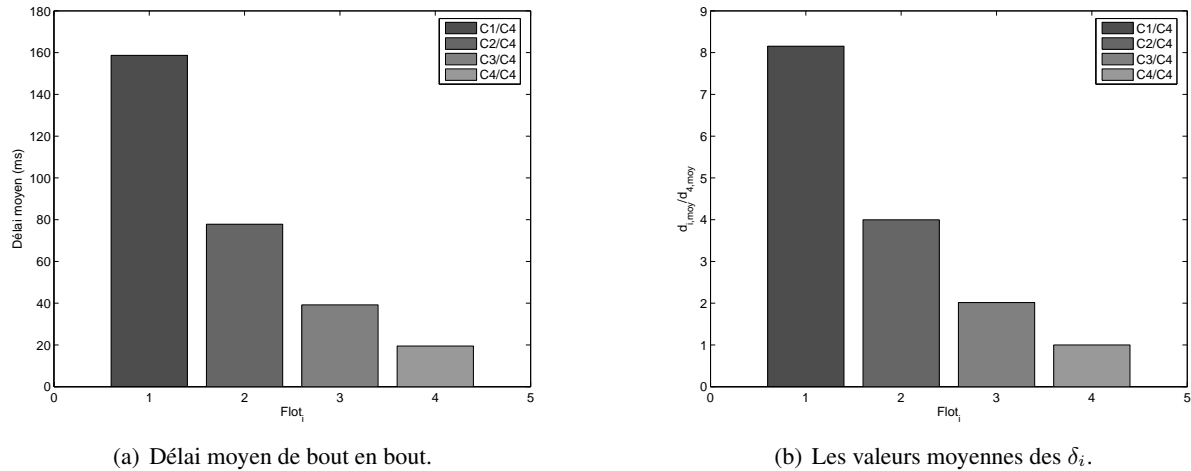 180
160
140
120
100
80
60
40
20
0
Délai moyen (ms)
0 1 2 3 4 5
Flot_i
C1/C4
C2/C4
C3/C4
C4/C4
(a) Délai moyen de bout en bout.
9
8
7
6
5
4
3
2
1
0
d_i,moy/d_4,moy
0 1 2 3 4 5
Flot_i
C1/C4
C2/C4
C3/C4
C4/C4
(b) Les valeurs moyennes des δ_i.